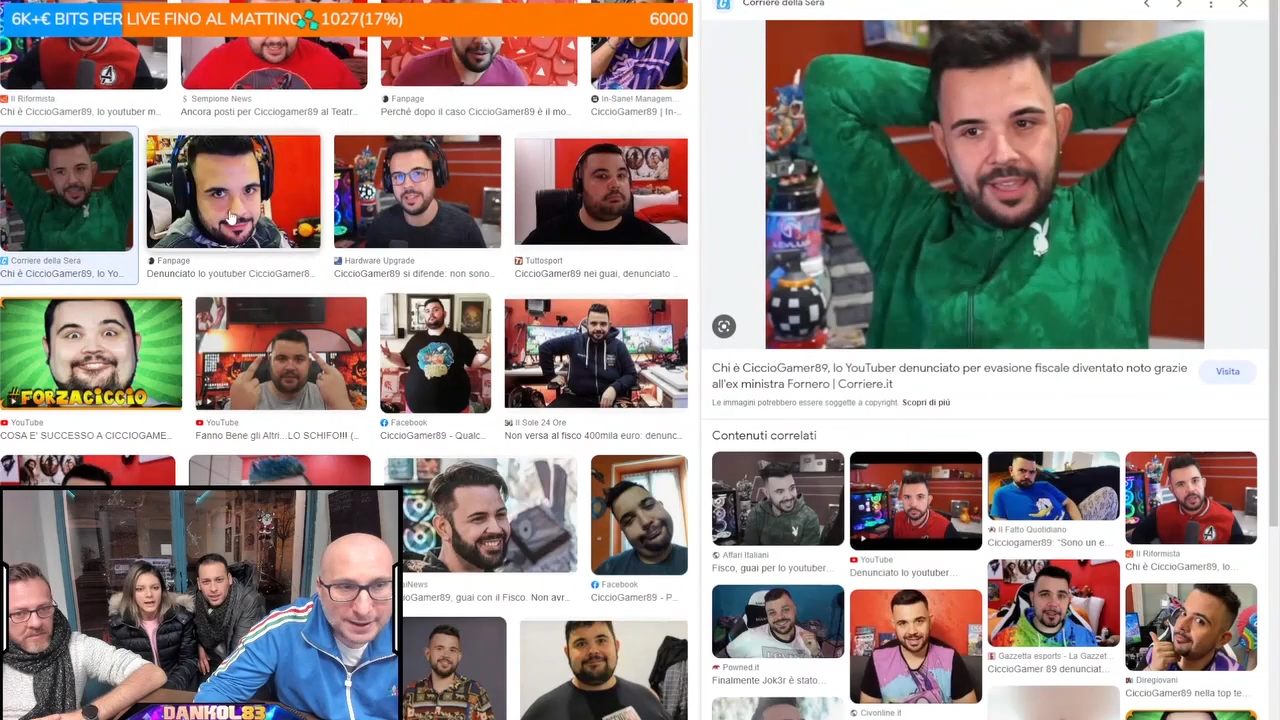 6K+€ BITS PER LIVE FINO AL MATTINO 1027(17%) 6000
Il Riformista
Chi è CiccioGamer89, lo youtuber m...
Sempione News
Ancora posti per Cicciogamer89 al Teatr...
Fanpage
Perché dopo il caso CiccioGamer89 è il mo...
In-Sane! Managem...
CiccioGamer89 | In-...
Corriere della Sera
Chi è CiccioGamer89, lo Yo...
Fanpage
Denunciato lo youtuber CiccioGamer8...
Hardware Upgrade
CiccioGamer89 si difende: non sono...
Tuttosport
CiccioGamer89 nei guai, denunciato ...
#FORZACICCIO
YouTube
COSA E' SUCCESSO A CICCIOGAME...
YouTube
Fanno Bene gli Altri...LO SCHIFO!!! (...
Facebook
CiccioGamer89 - Qualc...
Il Sole 24 Ore
Non versa al fisco 400mila euro: denunc...
niNews
oGamer89, guai con il Fisco. Non avr...
Facebook
CiccioGamer89 - P...
DANKOL83
Corriere della Sera
Chi è CiccioGamer89, lo YouTuber denunciato per evasione fiscale diventato noto grazie
all'ex ministra Fornero | Corriere.it
Visita
Le immagini potrebbero essere soggette a copyright. Scopri di più
Contenuti correlati
Affari Italiani
Fisco, guai per lo youtuber...
YouTube
Denunciato lo youtuber...
Il Fatto Quotidiano
Cicciogamer89: “Sono un e...
Il Riformista
Chi è CiccioGamer89, lo...
Powned.it
Finalmente Jok3r è stato...
Civonline.it
Gazzetta esports - La Gazzet...
CiccioGamer 89 denunciat...
Diregiovani
CiccioGamer89 nella top te...